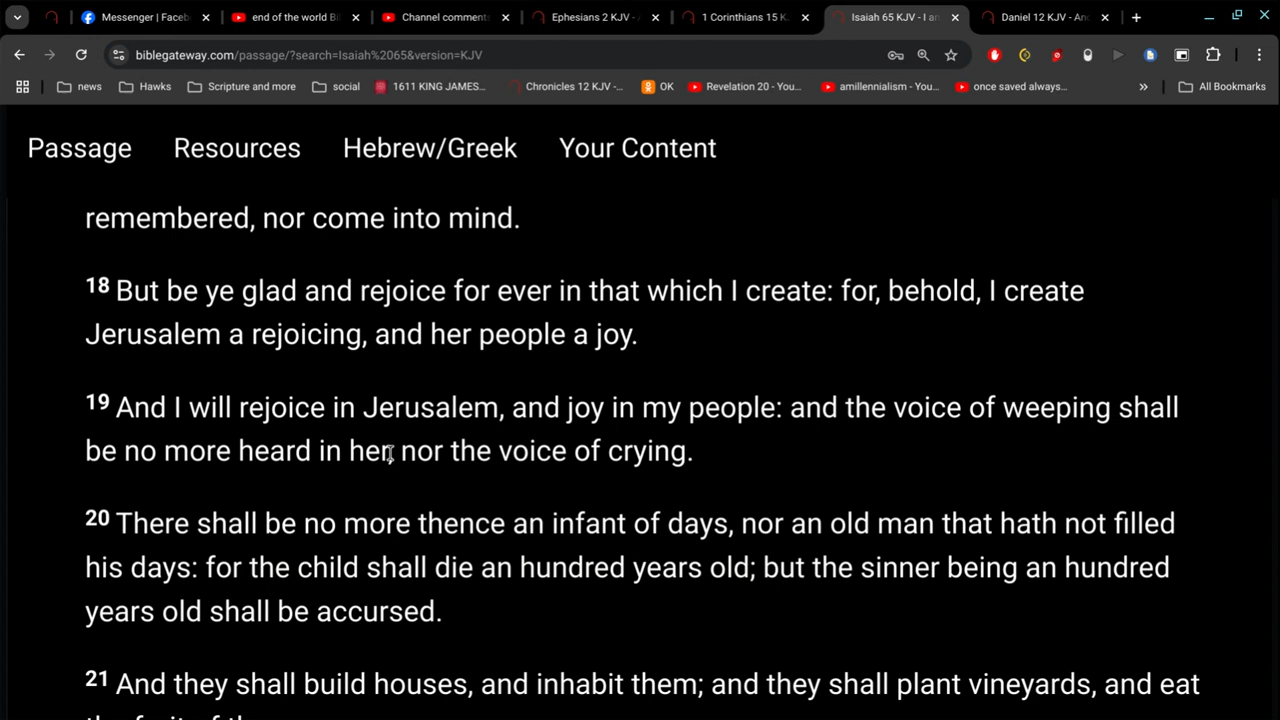 Messenger | Faceb
end of the world Bi
Channel comment
Ephesians 2 KJV -
1 Corinthians 15 K
Isaiah 65 KJV - I an
Daniel 12 KJV - An
biblegateway.com/passage/?search=Isaiah%2065&version=KJV
news
Hawks
Scripture and more
social
1611 KING JAMES...
Chronicles 12 KJV -...
OK
Revelation 20 - You...
amillennialism - You...
once saved always...
»
All Bookmarks
Passage
Resources
Hebrew/Greek
Your Content
remembered, nor come into mind.
18 But be ye glad and rejoice for ever in that which I create: for, behold, I create
Jerusalem a rejoicing, and her people a joy.
19 And I will rejoice in Jerusalem, and joy in my people: and the voice of weeping shall
be no more heard in her, nor the voice of crying.
20 There shall be no more thence an infant of days, nor an old man that hath not filled
his days: for the child shall die an hundred years old; but the sinner being an hundred
years old shall be accursed.
21 And they shall build houses, and inhabit them; and they shall plant vineyards, and eat